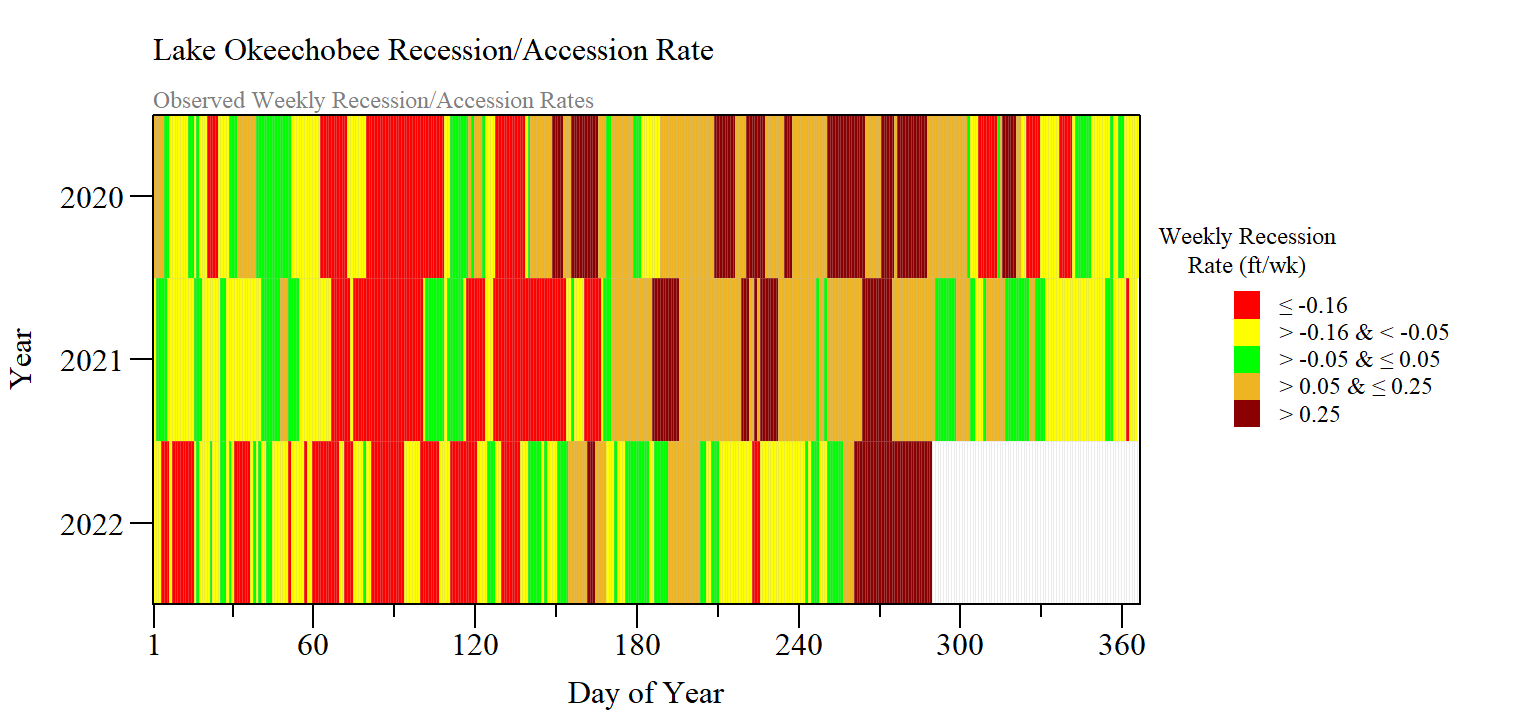 Lake Okeechobee Recession/Accession Rate
Observed Weekly Recession/Accession Rates
Year
2020
2021
2022
1 60 120 180 240 300 360
Day of Year
Weekly Recession
Rate (ft/wk)
≤ -0.16
> -0.16 & < -0.05
> -0.05 & ≤ 0.05
> 0.05 & ≤ 0.25
> 0.25